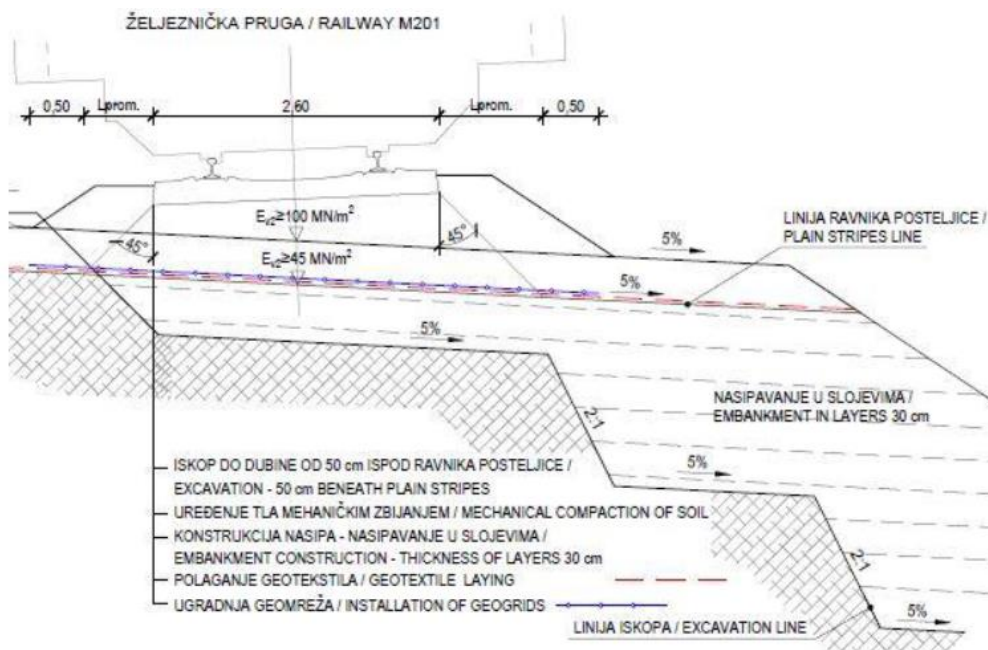 ŽELJEZNIČKA PRUGA / RAILWAY M201
0,50 Lprom. 2,60 Lprom. 0,50
Ev2≥100 MN/m²
45°
45°
Ev2≥45 MN/m²
5%
LINIJA RAVNIKA POSTELJICE /
PLAIN STRIPES LINE
5%
5%
2:1
NASIPAVANJE U SLOJEVIMA /
EMBANKMENT IN LAYERS 30 cm
5%
ISKOP DO DUBINE OD 50 cm ISPOD RAVNIKA POSTELJICE /
EXCAVATION - 50 cm BENEATH PLAIN STRIPES
UREĐENJE TLA MEHANIČKIM ZBIJANJEM / MECHANICAL COMPACTION OF SOIL
KONSTRUKCIJA NASIPA - NASIPAVANJE U SLOJEVIMA /
EMBANKMENT CONSTRUCTION - THICKNESS OF LAYERS 30 cm
POLAGANJE GEOTEKSTILA / GEOTEXTILE LAYING
UGRADNJA GEOMREŽA / INSTALLATION OF GEOGRIDS
2:1
5%
LINIJA ISKOPA / EXCAVATION LINE